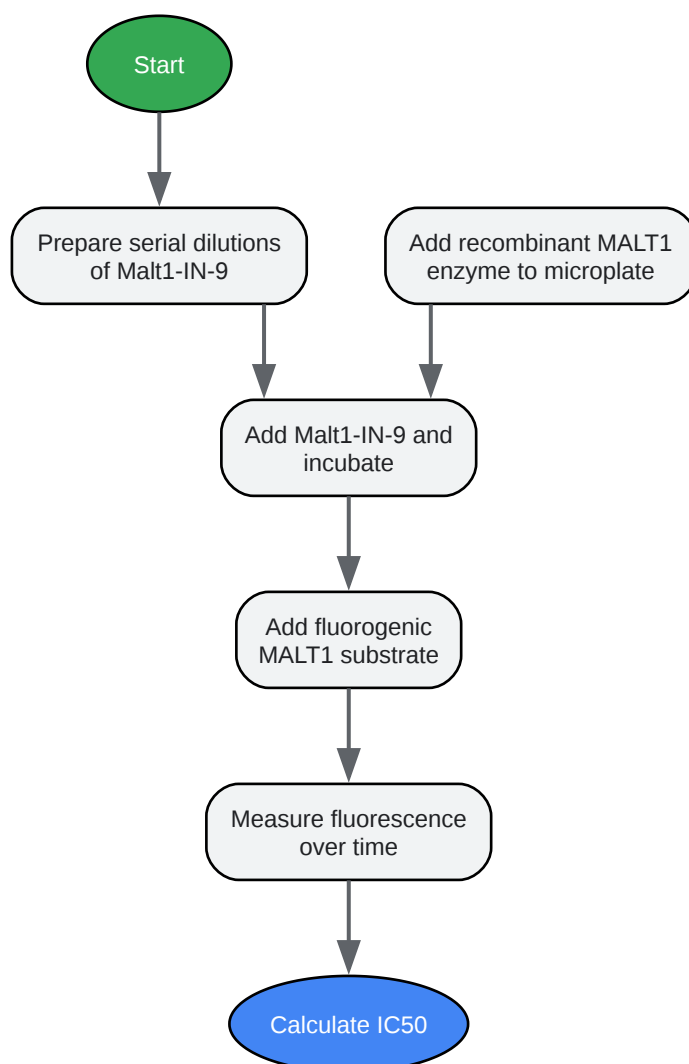 Start
Prepare serial dilutions
of Malt1-IN-9
Add recombinant MALT1
enzyme to microplate
Add Malt1-IN-9 and
incubate
Add fluorogenic
MALT1 substrate
Measure fluorescence
over time
Calculate IC50